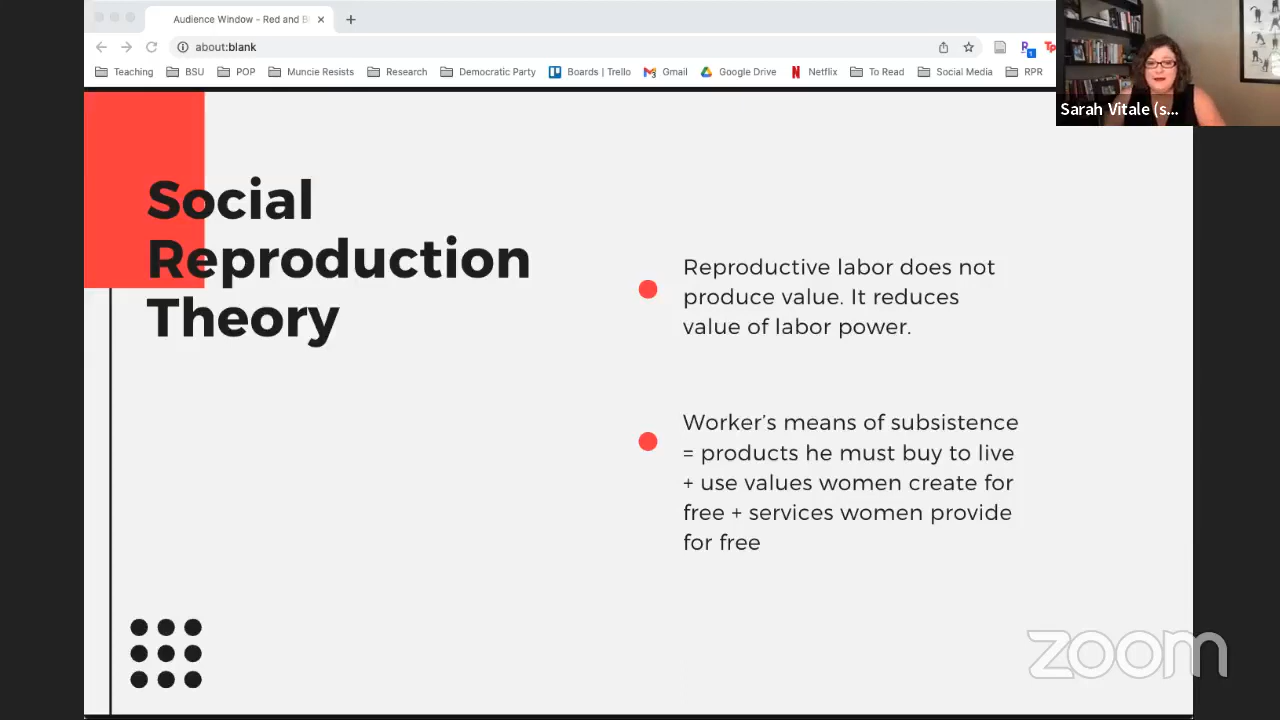 Audience Window - Red and B
about:blank
Teaching
BSU
POP
Muncie Resists
Research
Democratic Party
Boards | Trello
Gmail
Google Drive
Netflix
To Read
Social Media
RPR
Sarah Vitale (s...
Social
Reproduction
Theory
Reproductive labor does not
produce value. It reduces
value of labor power.
Worker’s means of subsistence
= products he must buy to live
+ use values women create for
free + services women provide
for free
zoom